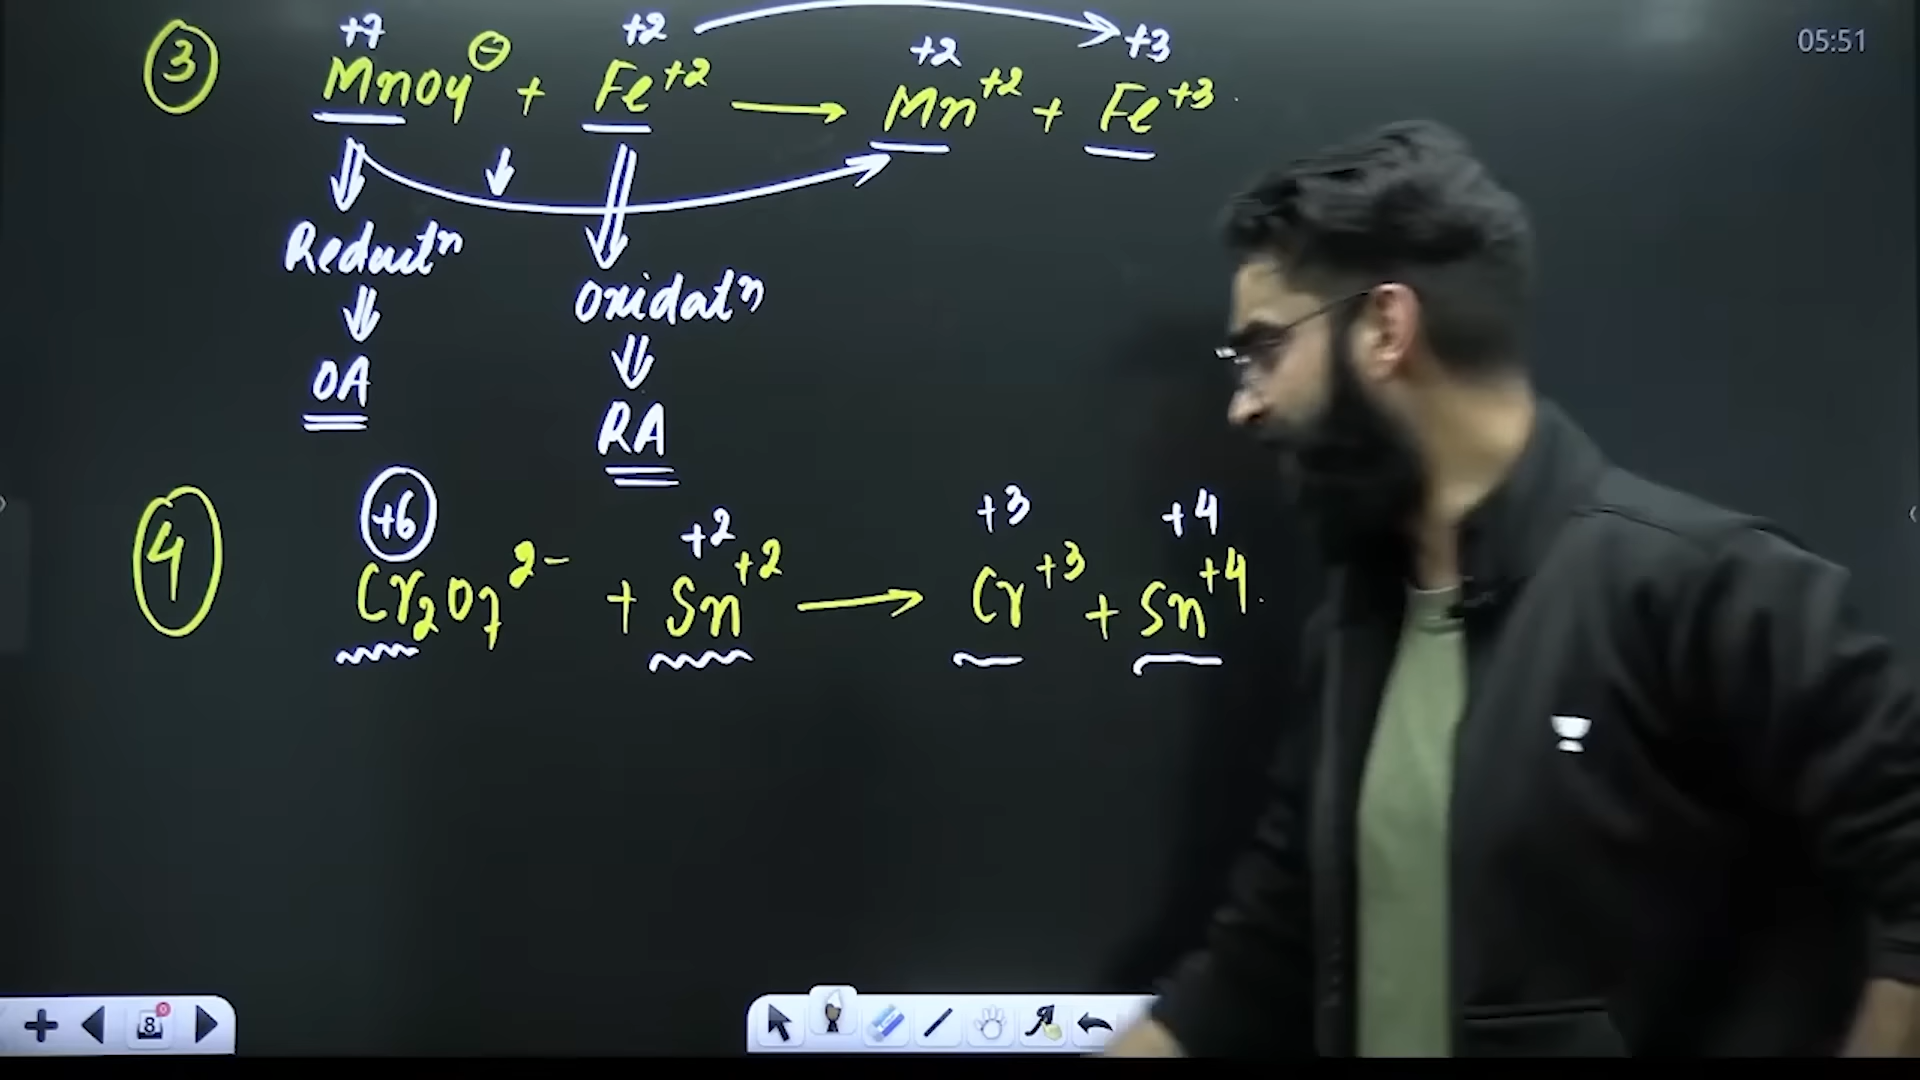 05:51
+7 +2 +2 +3
③ MnO4⊖ + Fe+2 ⟶ Mn+2 + Fe+3
Reductn
Oxidatn
OA
RA
+6 +2 +3 +4
④ Cr2O7 2- + Sn+2 ⟶ Cr+3 + Sn+4
8 0